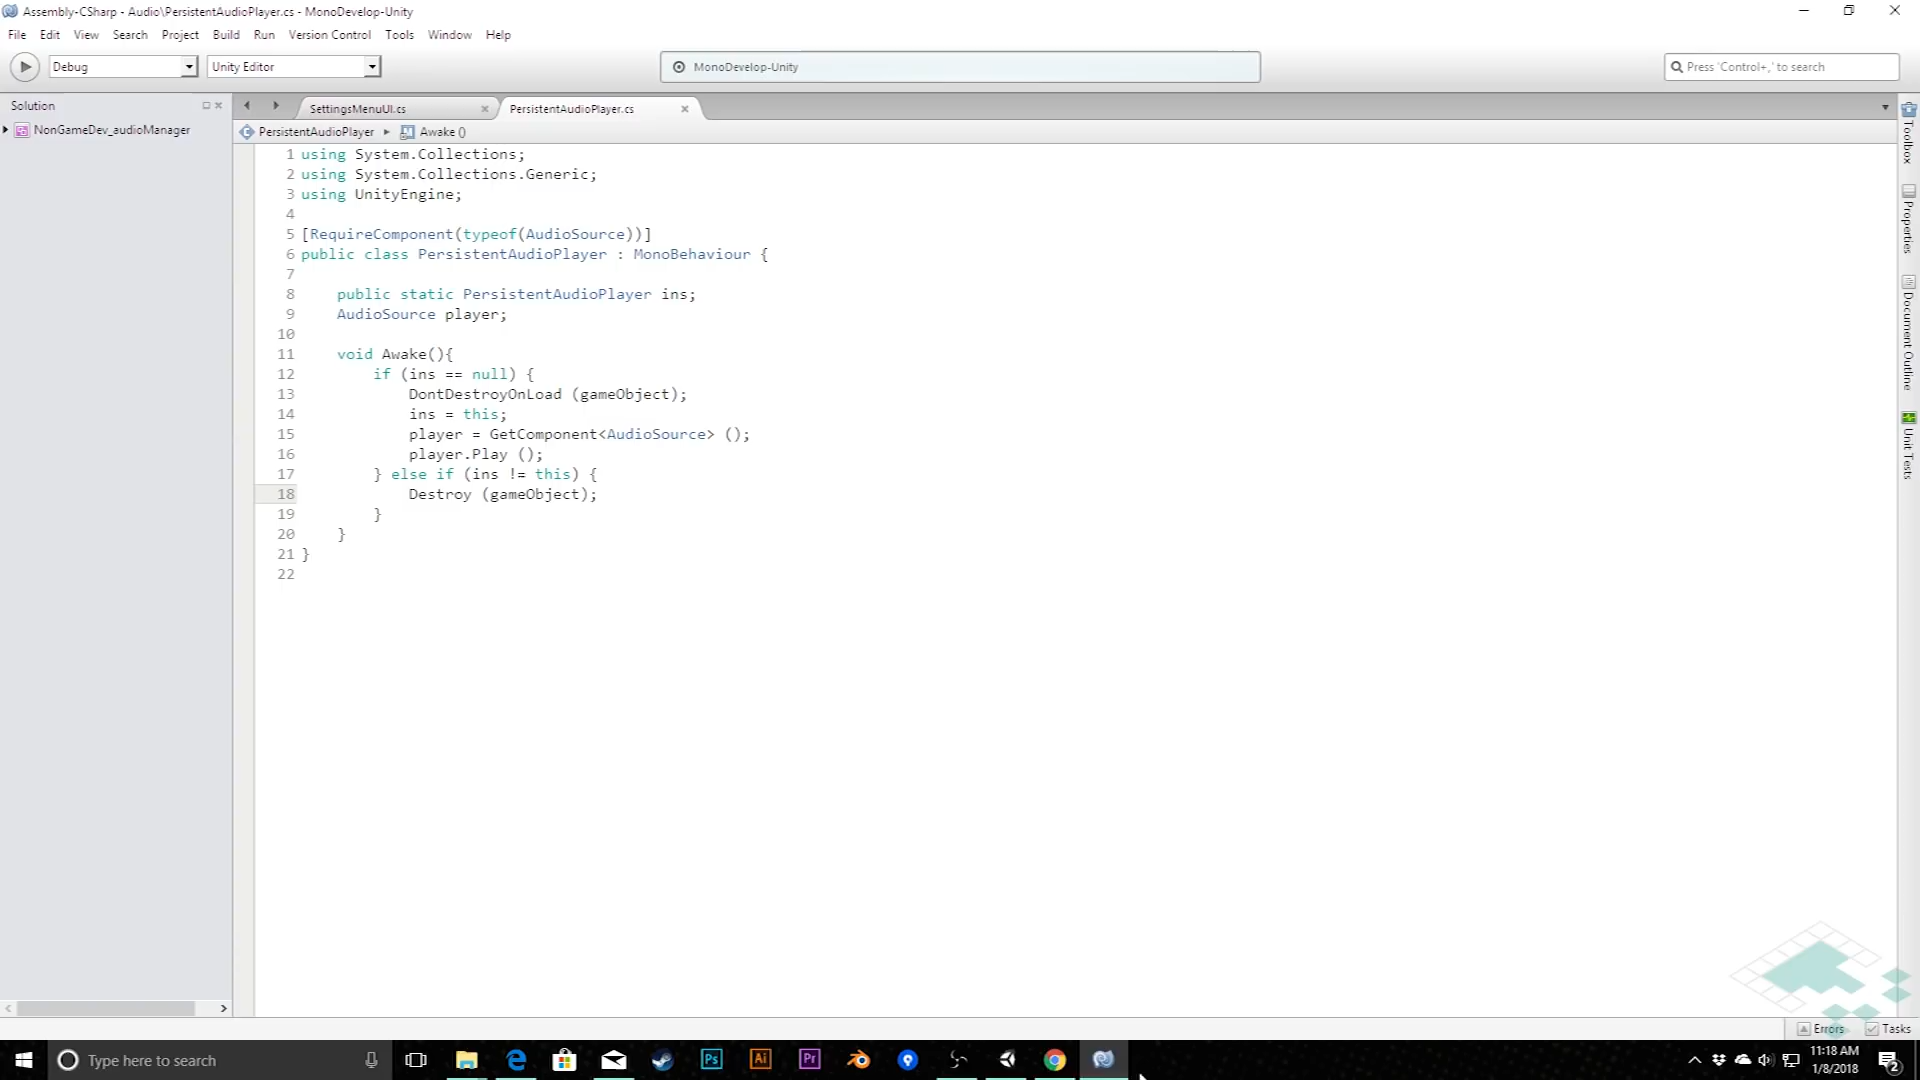 Assembly-CSharp - Audio\PersistentAudioPlayer.cs - MonoDevelop-Unity
File Edit View Search Project Build Run Version Control Tools Window Help
Debug Unity Editor MonoDevelop-Unity Press 'Control+,' to search
Solution
SettingsMenuUI.cs PersistentAudioPlayer.cs
NonGameDev_audioManager
PersistentAudioPlayer Awake ()
1 using System.Collections;
2 using System.Collections.Generic;
3 using UnityEngine;
4
5 [RequireComponent(typeof(AudioSource))]
6 public class PersistentAudioPlayer : MonoBehaviour {
7
8 public static PersistentAudioPlayer ins;
9 AudioSource player;
10
11 void Awake(){
12 if (ins == null) {
13 DontDestroyOnLoad (gameObject);
14 ins = this;
15 player = GetComponent<AudioSource> ();
16 player.Play ();
17 } else if (ins != this) {
18 Destroy (gameObject);
19 }
20 }
21 }
22
Toolbox
Properties
Document Outline
Unit Tests
Errors Tasks
Type here to search
Ps Ai Pr
11:18 AM
1/8/2018
2